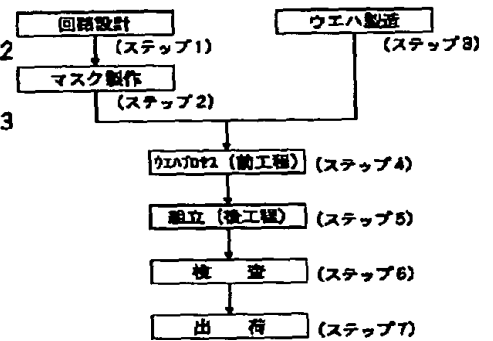 回路設計
ウエハ製造
2
(ステップ1)
(ステップ3)
マスク製作
(ステップ2)
3
ウエハプロセス (前工程)
(ステップ4)
組立 (後工程)
(ステップ5)
検 査
(ステップ6)
出 荷
(ステップ7)